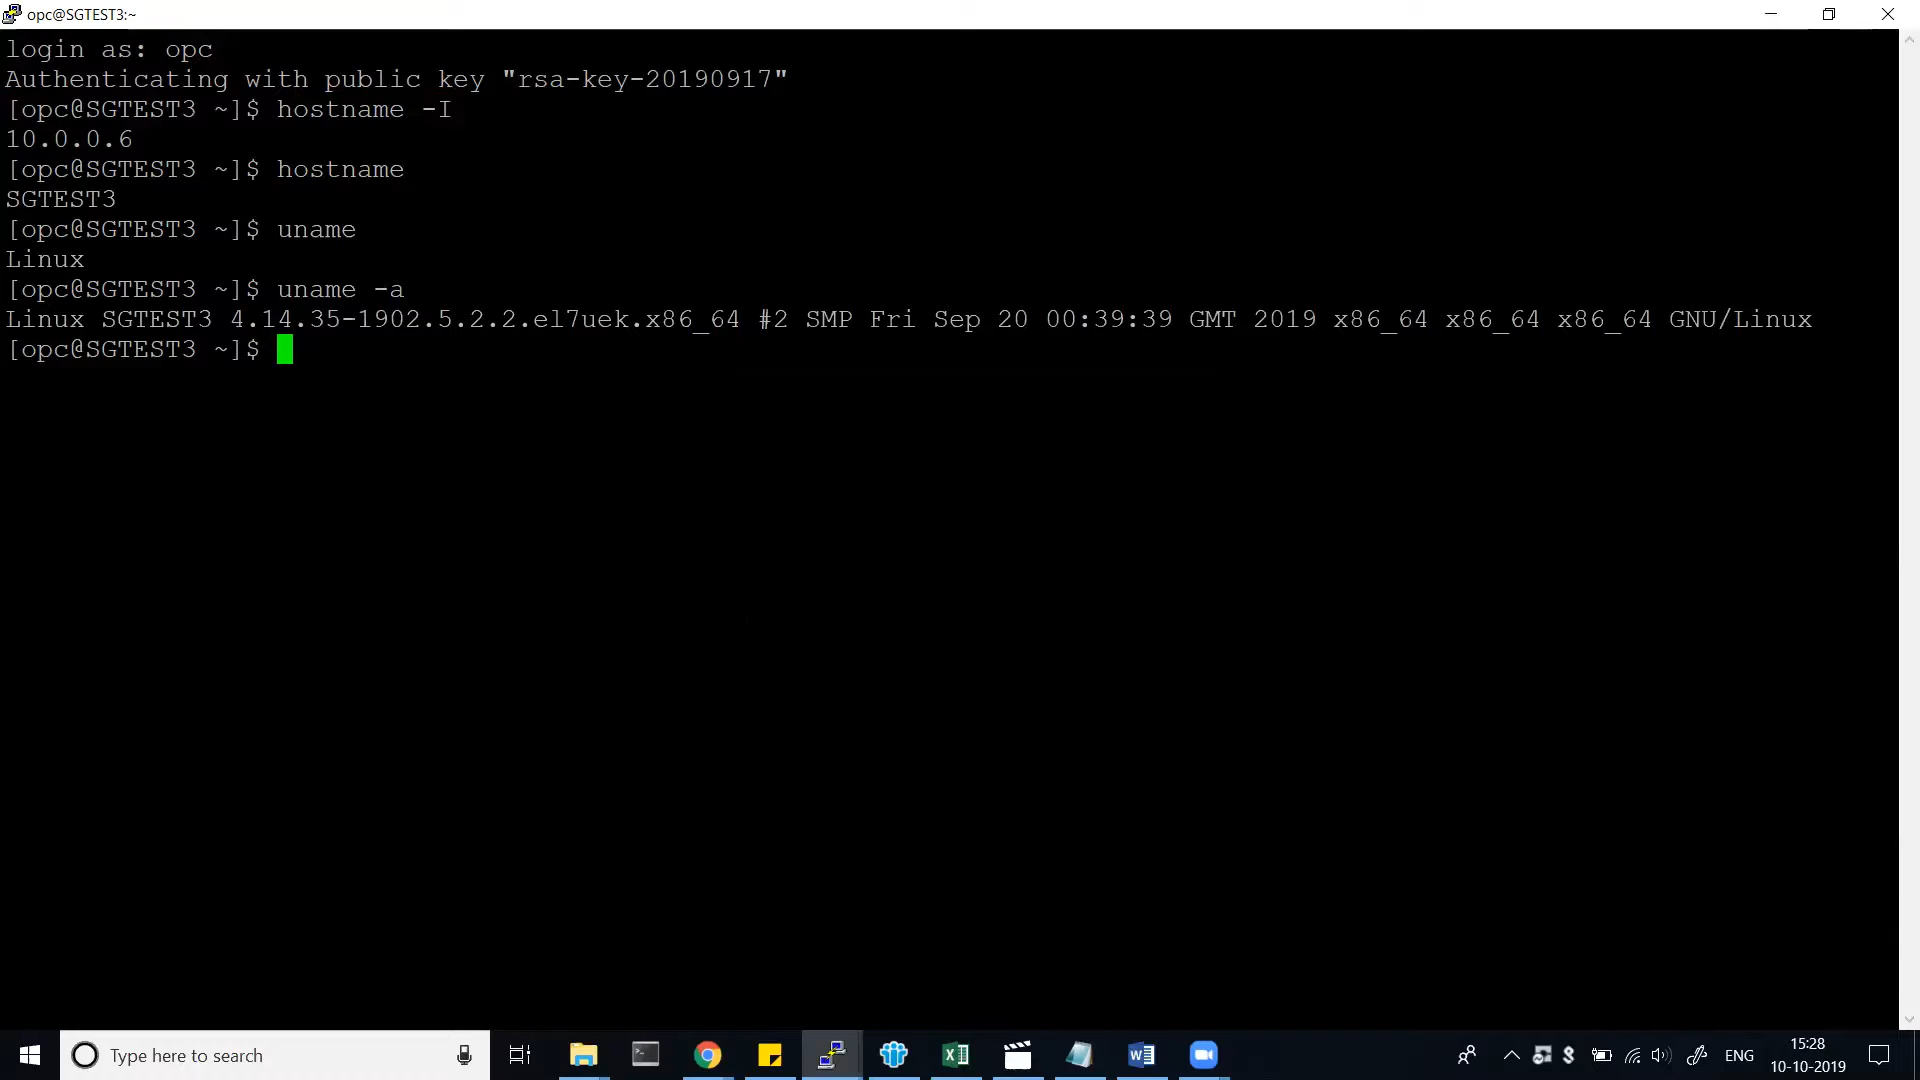 opc@SGTEST3:~
login as: opc
Authenticating with public key "rsa-key-20190917"
[opc@SGTEST3 ~]$ hostname -I
10.0.0.6
[opc@SGTEST3 ~]$ hostname
SGTEST3
[opc@SGTEST3 ~]$ uname
Linux
[opc@SGTEST3 ~]$ uname -a
Linux SGTEST3 4.14.35-1902.5.2.2.el7uek.x86_64 #2 SMP Fri Sep 20 00:39:39 GMT 2019 x86_64 x86_64 x86_64 GNU/Linux
[opc@SGTEST3 ~]$
Type here to search
ENG
15:28
10-10-2019